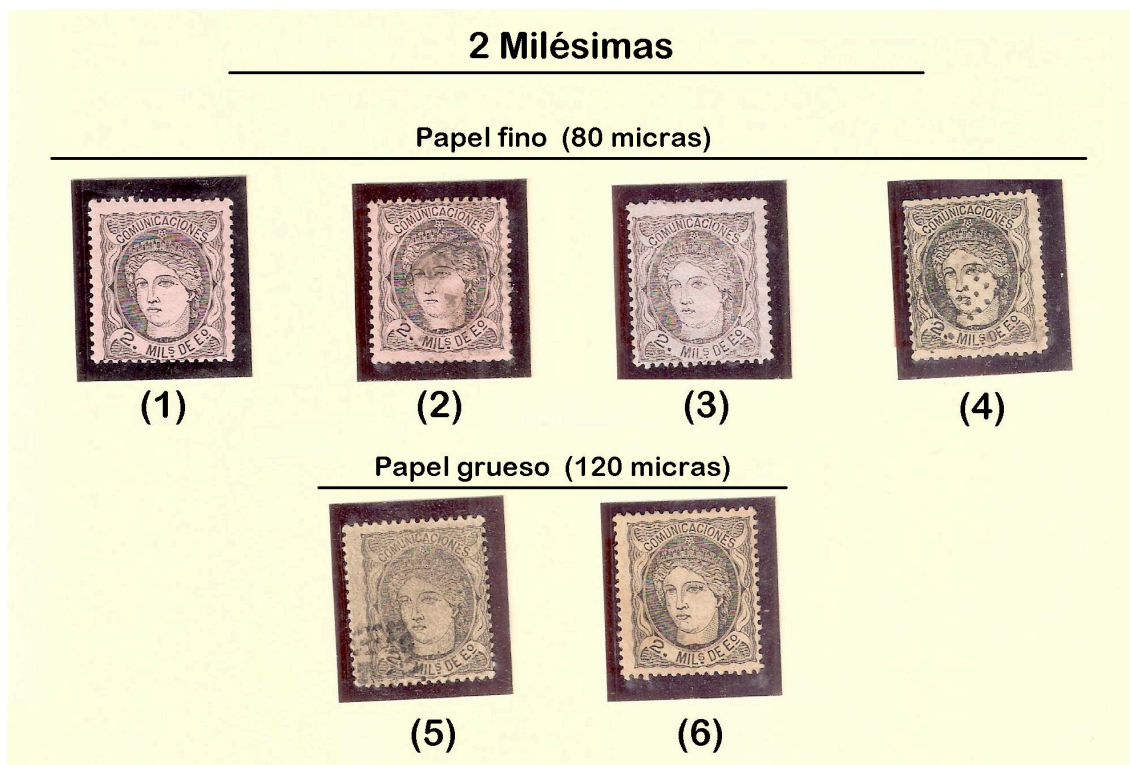 2 Milésimas
Papel fino (80 micras)
COMUNICACIONES
2. MILS DE Eº
COMUNICACIONES
2. MILS DE Eº
COMUNICACIONES
2. MILS DE Eº
COMUNICACIONES
2. MILS DE Eº
(1)
(2)
(3)
(4)
Papel grueso (120 micras)
COMUNICACIONES
2. MILS DE Eº
COMUNICACIONES
2. MILS DE Eº
(5)
(6)